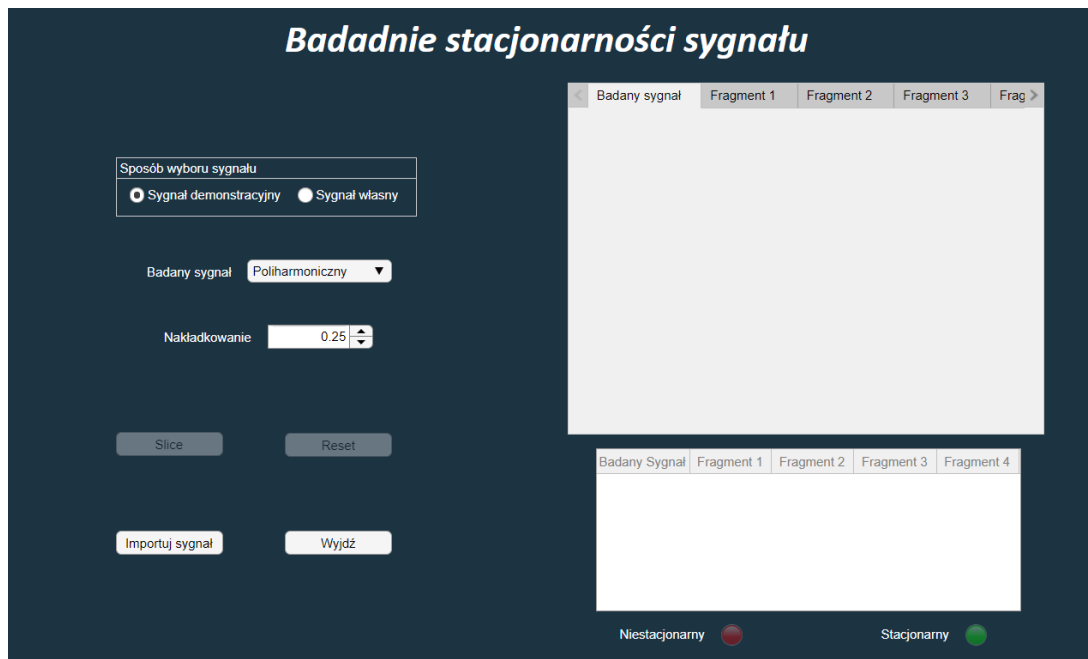 Badadnie stacjonarności sygnału
Badany sygnał Fragment 1 Fragment 2 Fragment 3 Frag
Sposób wyboru sygnału
Sygnał demonstracyjny Sygnał własny
Badany sygnał Poliharmoniczny
Nakładkowanie 0.25
Slice Reset
Badany Sygnał Fragment 1 Fragment 2 Fragment 3 Fragment 4
Importuj sygnał Wyjdź
Niestacjonarny Stacjonarny